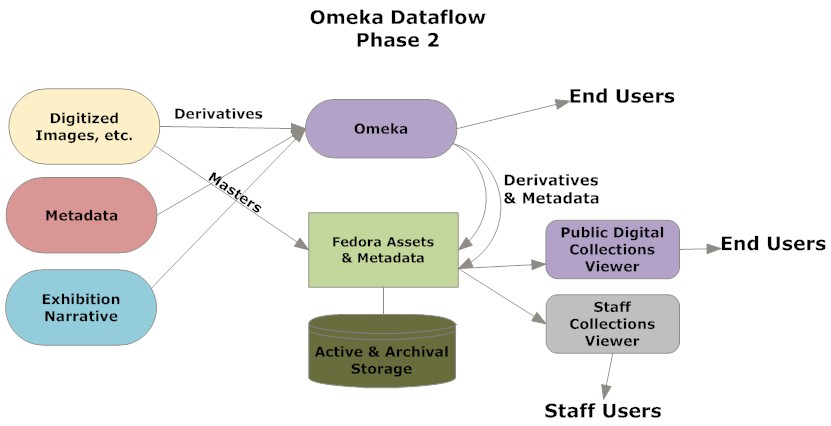 Omeka Dataflow
Phase 2
Digitized
Images, etc.
Derivatives
Omeka
End Users
Masters
Metadata
Derivatives
& Metadata
Fedora Assets
& Metadata
Public Digital
Collections
Viewer
End Users
Exhibition
Narrative
Staff
Collections
Viewer
Active & Archival
Storage
Staff Users